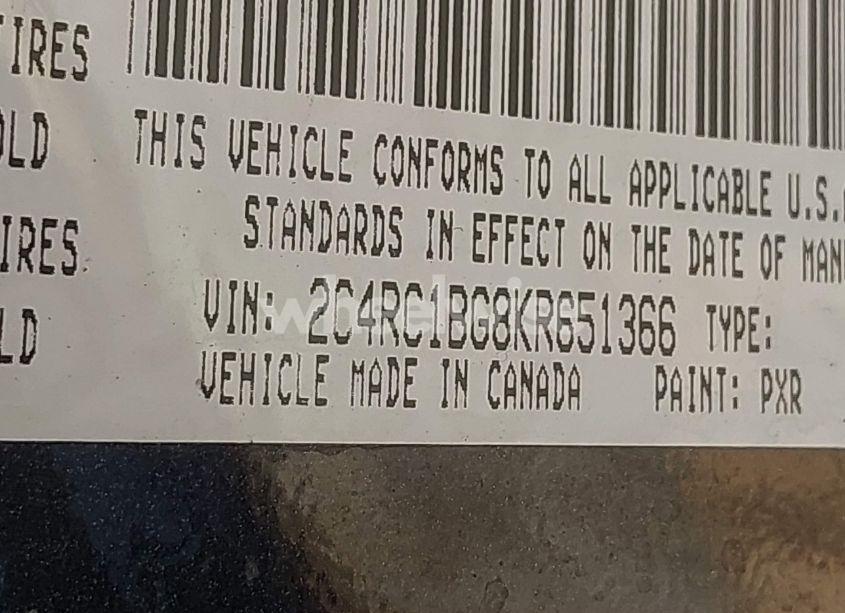 TIRES
OLD
THIS VEHICLE CONFORMS TO ALL APPLICABLE U.S.
STANDARDS IN EFFECT ON THE DATE OF MAN
IRES
VIN: 2C4RC1BG8KR651366 TYPE:
LD
VEHICLE MADE IN CANADA PAINT: PXR